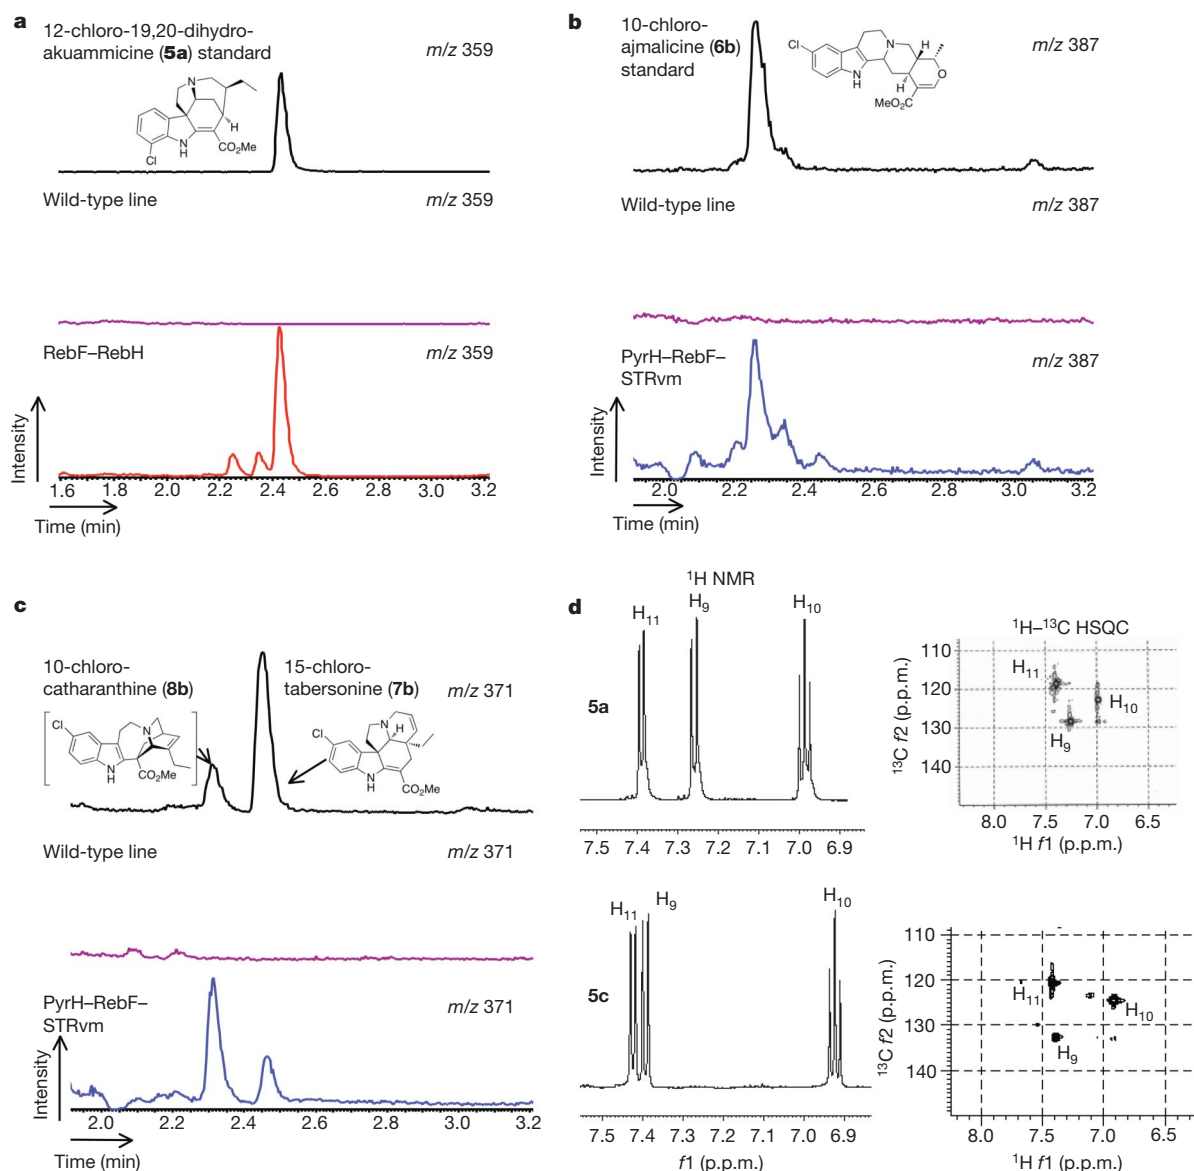 a
12-chloro-19,20-dihydro-
akuammicine (5a) standard
m/z 359
N
H
N
H
CO₂Me
Cl
Wild-type line
m/z 359
RebF–RebH
m/z 359
Intensity
1.6 1.8 2.0 2.2 2.4 2.6 2.8 3.0 3.2
Time (min)
b
10-chloro-
ajmalicine (6b)
standard
m/z 387
Cl
N
H
N
H
O
H
MeO₂C
Wild-type line
m/z 387
PyrH–RebF–
STRvm
m/z 387
Intensity
2.0 2.2 2.4 2.6 2.8 3.0 3.2
Time (min)
c
10-chloro-
catharanthine (8b)
15-chloro-
tabersonine (7b)
m/z 371
Cl
N
N
H
CO₂Me
Cl
N
H
N
H
CO₂Me
Wild-type line
m/z 371
PyrH–RebF–
STRvm
m/z 371
Intensity
2.0 2.2 2.4 2.6 2.8 3.0 3.2
Time (min)
d
¹H NMR
H₁₁ H₉ H₁₀
5a
7.5 7.4 7.3 7.2 7.1 7.0 6.9
¹H–¹³C HSQC
110
120
130
140
H₁₁
H₁₀
H₉
¹³C f2 (p.p.m.)
8.0 7.5 7.0 6.5
¹H f1 (p.p.m.)
H₁₁ H₉ H₁₀
5c
7.5 7.4 7.3 7.2 7.1 7.0 6.9
f1 (p.p.m.)
110
120
130
140
H₁₁
H₁₀
H₉
¹³C f2 (p.p.m.)
8.0 7.5 7.0 6.5
¹H f1 (p.p.m.)